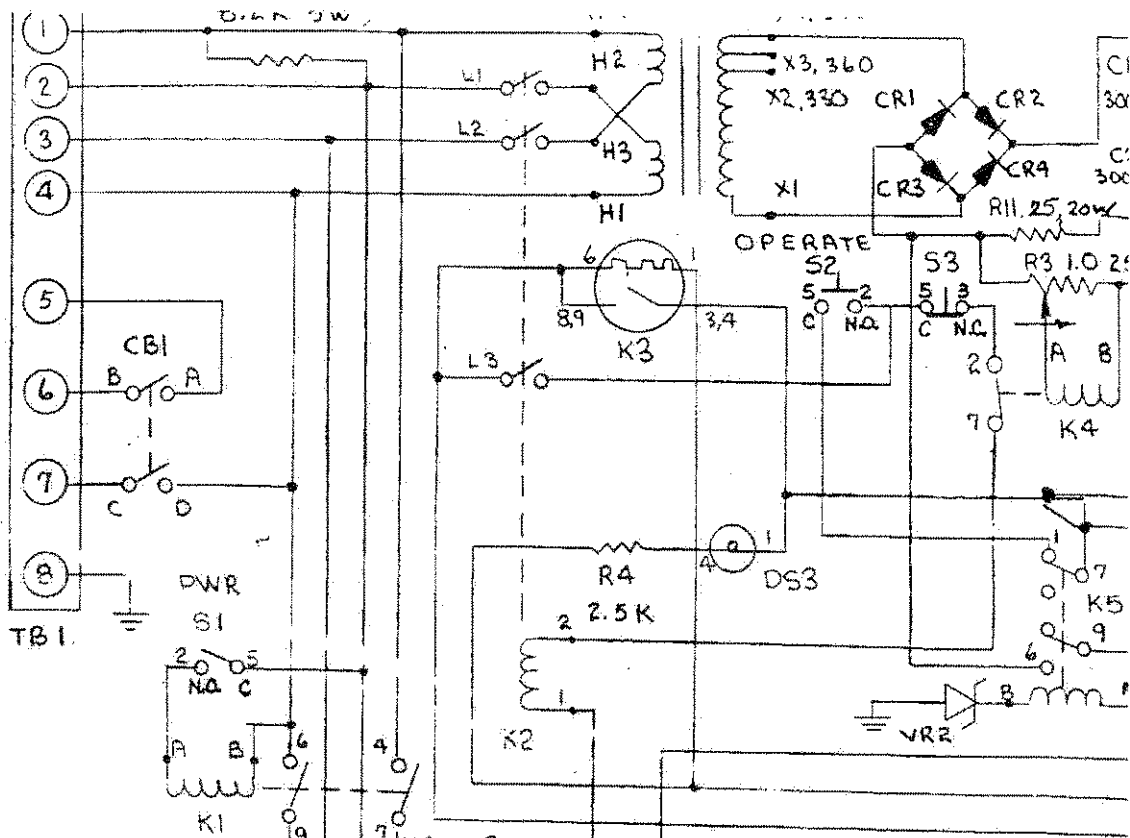 1
2
L1
H2
X3, 360
X2, 330
CR1
CR2
3
L2
H3
CR3
CR4
4
H1
X1
R11, 25, 20W
OPERATE
6
S2
S3
R3 1.0
5
8,9
3,4
5
2
5
3
C
N.O.
C
N.C.
K3
CB1
L3
2
A
B
6
B
A
7
K4
7
C
D
1
4
1
R4
DS3
7
8
2.5K
K5
PWR
S1
TB1
2
9
6
2
5
N.O.
C
1
B
K2
VR2
A
B
6
4
K1
9
7